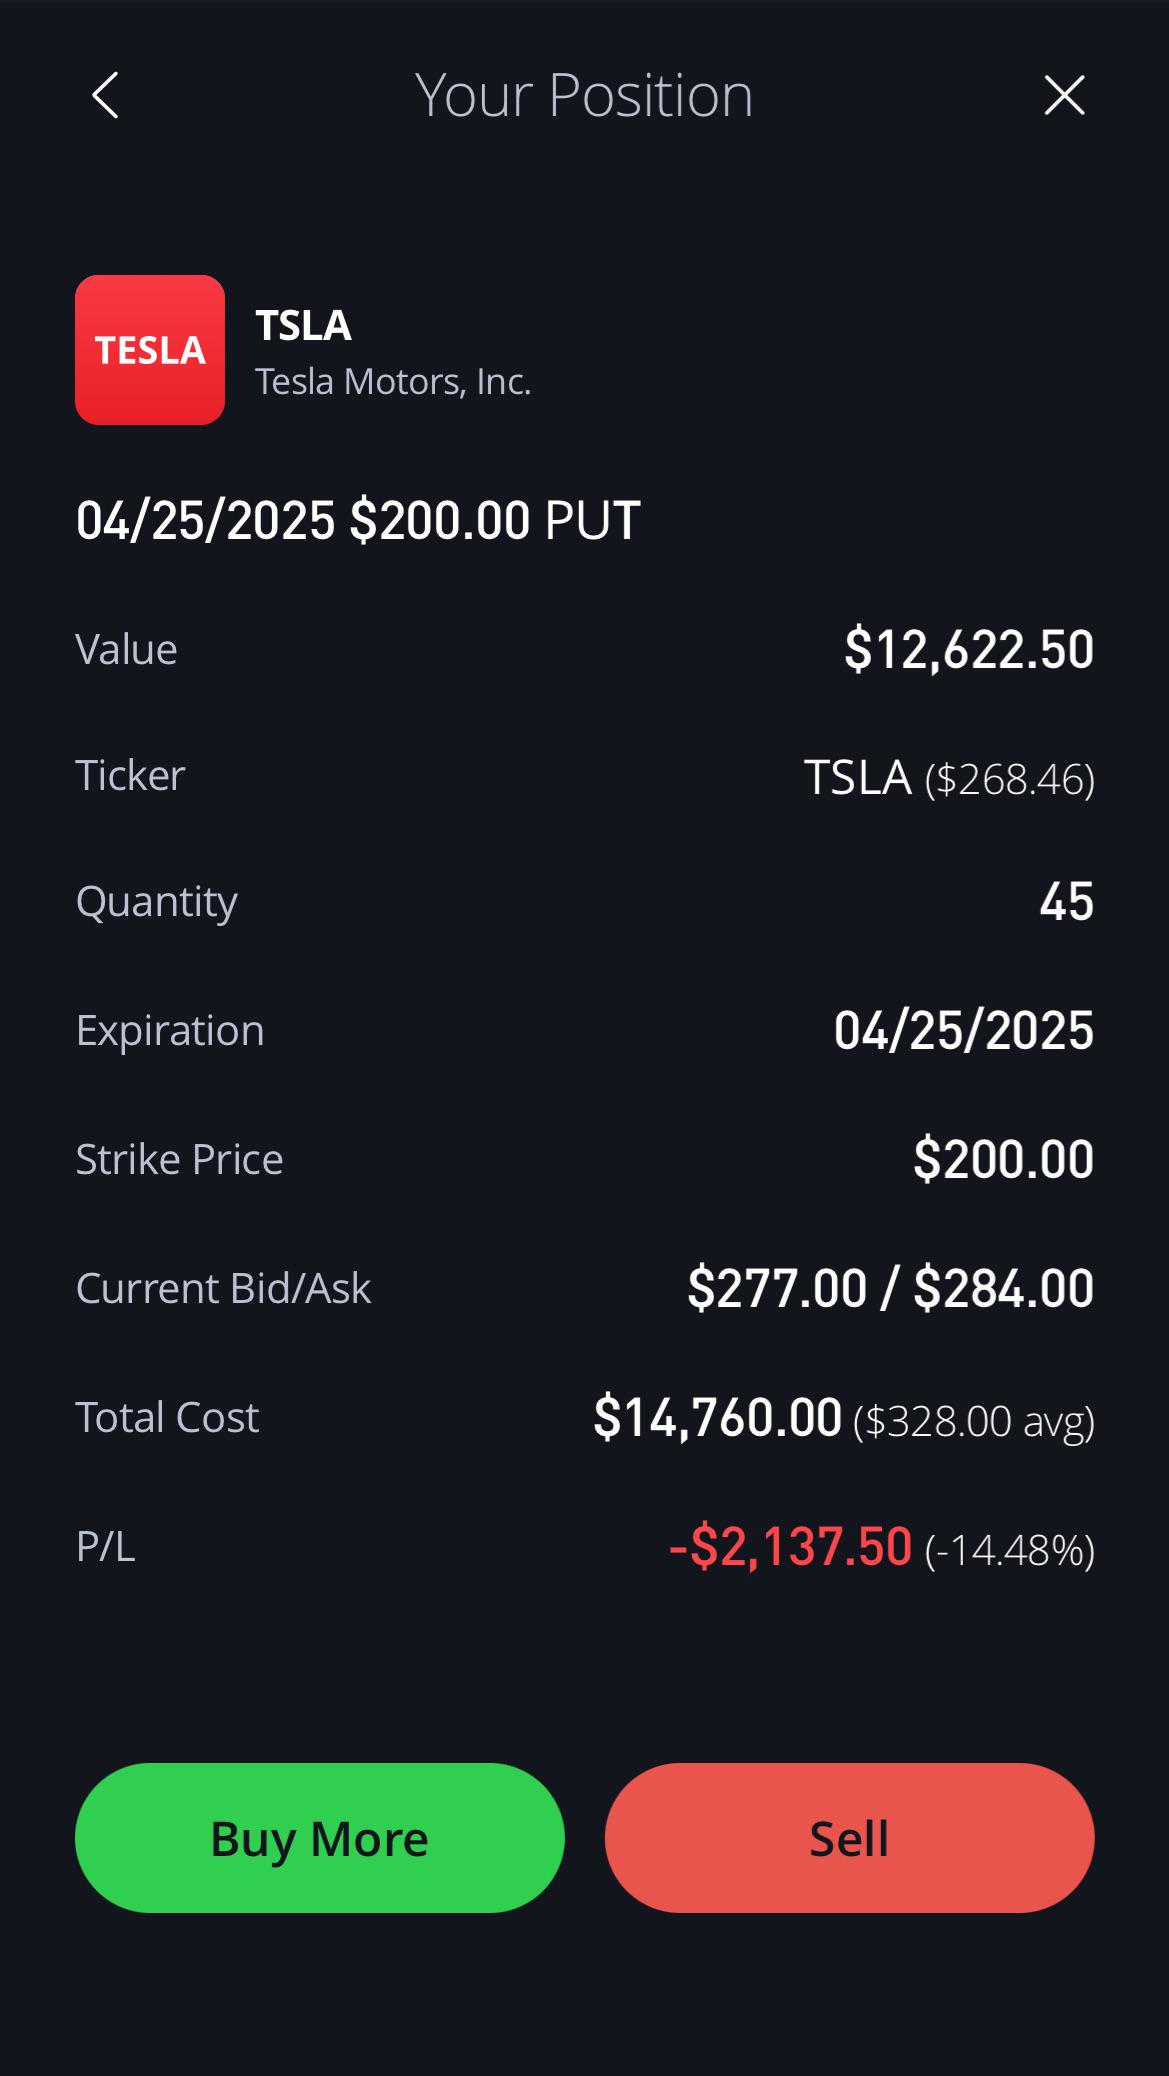 Your Position
TESLA
TSLA
Tesla Motors, Inc.
04/25/2025 $200.00 PUT
Value $12,622.50
Ticker TSLA ($268.46)
Quantity 45
Expiration 04/25/2025
Strike Price $200.00
Current Bid/Ask $277.00 / $284.00
Total Cost $14,760.00 ($328.00 avg)
P/L -$2,137.50 (-14.48%)
Buy More Sell